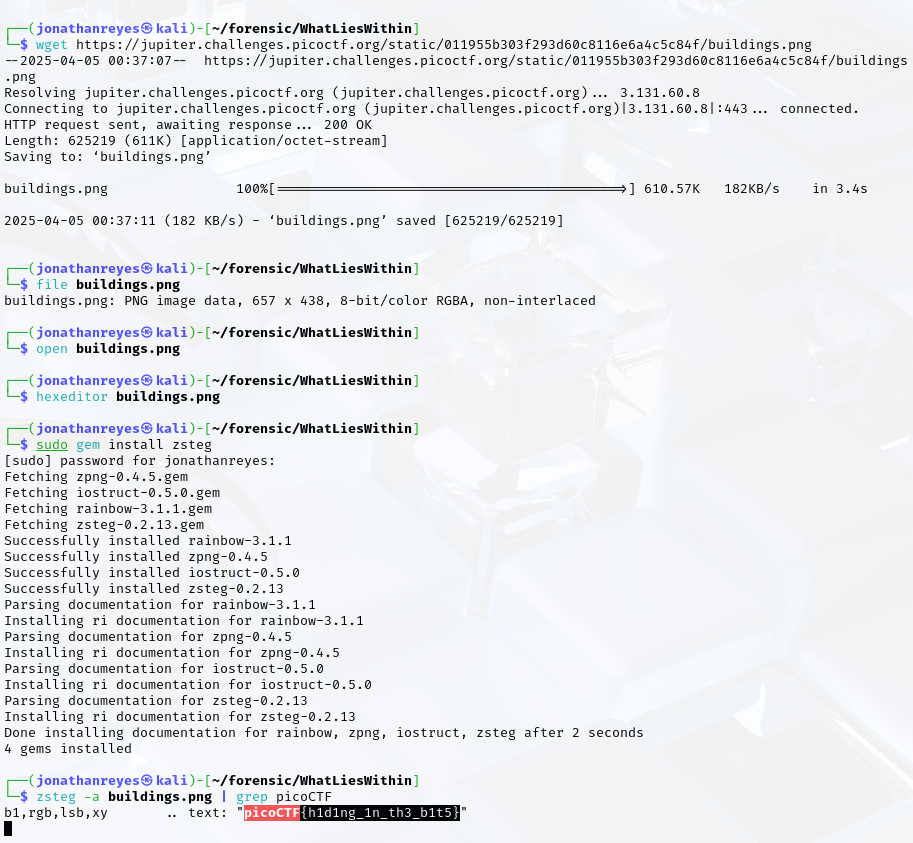 ┌──(jonathanreyes㉿kali)-[~/forensic/WhatLiesWithin]
└─$ wget https://jupiter.challenges.picoctf.org/static/011955b303f293d60c8116e6a4c5c84f/buildings.png
--2025-04-05 00:37:07--  https://jupiter.challenges.picoctf.org/static/011955b303f293d60c8116e6a4c5c84f/buildings
.png
Resolving jupiter.challenges.picoctf.org (jupiter.challenges.picoctf.org)... 3.131.60.8
Connecting to jupiter.challenges.picoctf.org (jupiter.challenges.picoctf.org)|3.131.60.8|:443... connected.
HTTP request sent, awaiting response... 200 OK
Length: 625219 (611K) [application/octet-stream]
Saving to: ‘buildings.png’
buildings.png                100%[===========================================>] 610.57K   182KB/s    in 3.4s
2025-04-05 00:37:11 (182 KB/s) - ‘buildings.png’ saved [625219/625219]
┌──(jonathanreyes㉿kali)-[~/forensic/WhatLiesWithin]
└─$ file buildings.png
buildings.png: PNG image data, 657 x 438, 8-bit/color RGBA, non-interlaced
┌──(jonathanreyes㉿kali)-[~/forensic/WhatLiesWithin]
└─$ open buildings.png
┌──(jonathanreyes㉿kali)-[~/forensic/WhatLiesWithin]
└─$ hexeditor buildings.png
┌──(jonathanreyes㉿kali)-[~/forensic/WhatLiesWithin]
└─$ sudo gem install zsteg
[sudo] password for jonathanreyes:
Fetching zpng-0.4.5.gem
Fetching iostruct-0.5.0.gem
Fetching rainbow-3.1.1.gem
Fetching zsteg-0.2.13.gem
Successfully installed rainbow-3.1.1
Successfully installed zpng-0.4.5
Successfully installed iostruct-0.5.0
Successfully installed zsteg-0.2.13
Parsing documentation for rainbow-3.1.1
Installing ri documentation for rainbow-3.1.1
Parsing documentation for zpng-0.4.5
Installing ri documentation for zpng-0.4.5
Parsing documentation for iostruct-0.5.0
Installing ri documentation for iostruct-0.5.0
Parsing documentation for zsteg-0.2.13
Installing ri documentation for zsteg-0.2.13
Done installing documentation for rainbow, zpng, iostruct, zsteg after 2 seconds
4 gems installed
┌──(jonathanreyes㉿kali)-[~/forensic/WhatLiesWithin]
└─$ zsteg -a buildings.png | grep picoCTF
b1,rgb,lsb,xy       .. text: "picoCTF{h1d1ng_1n_th3_b1t5}"